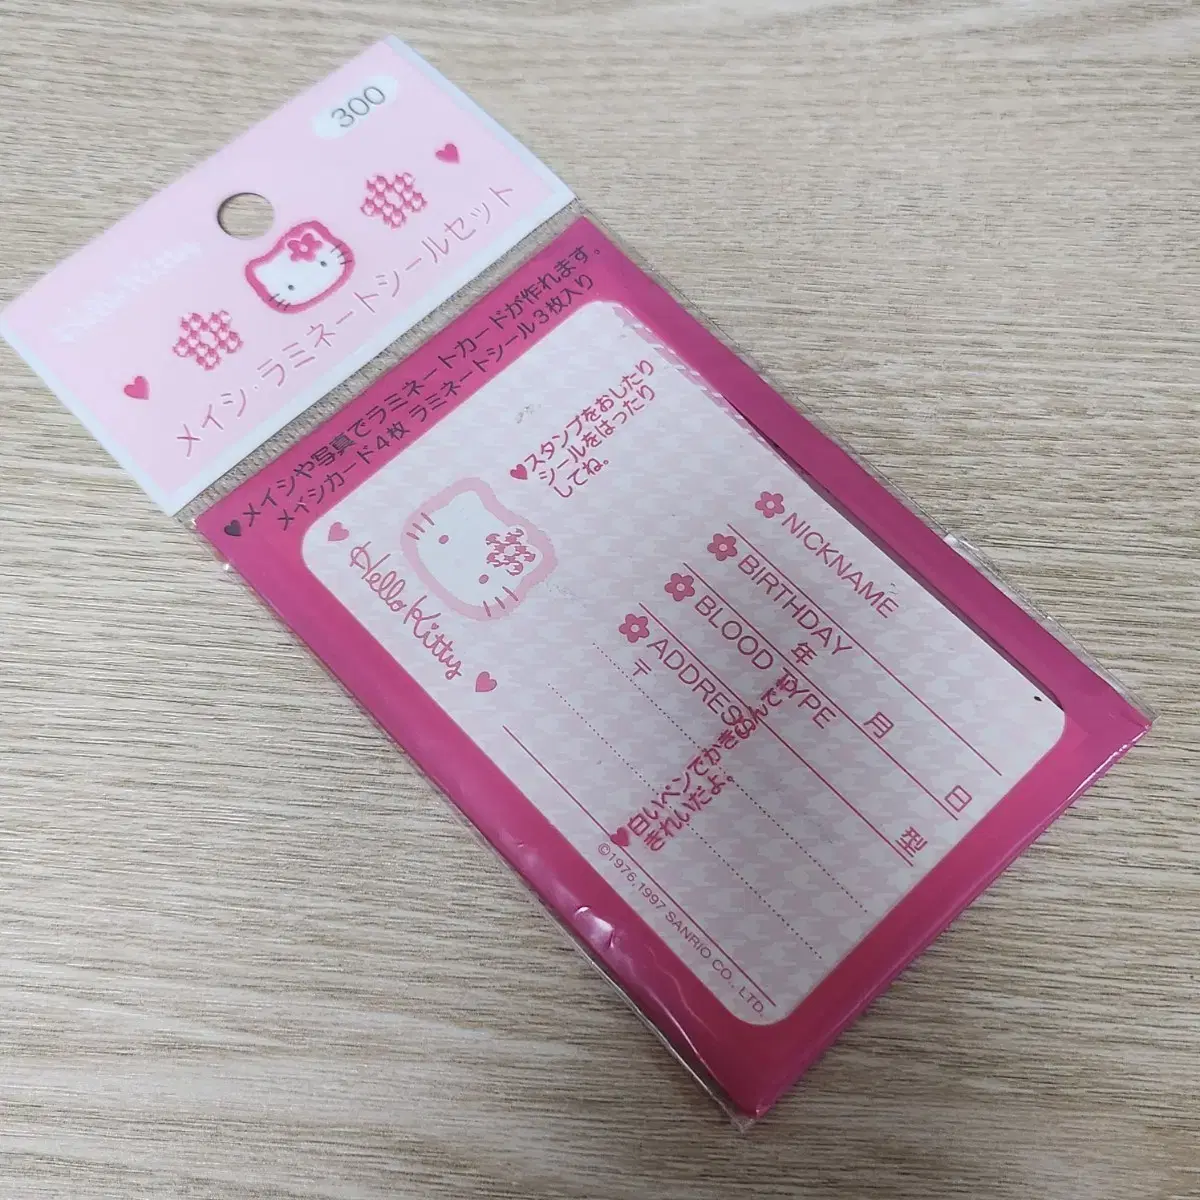 300
Hello Kitty
メイシ・ラミネートシールセット
♥メイシや写真でラミネートカードが作れます。
メイシカード4枚 ラミネートシール3枚入り
♥スタンプをおしたり
シールをはったり
してね。
Hello Kitty
NICKNAME
BIRTHDAY
年 月 日
BLOOD TYPE
型
ADDRESS
〒
♥白いペンでかきこんでも
きれいだよ。
©1976,1997 SANRIO CO.,LTD.